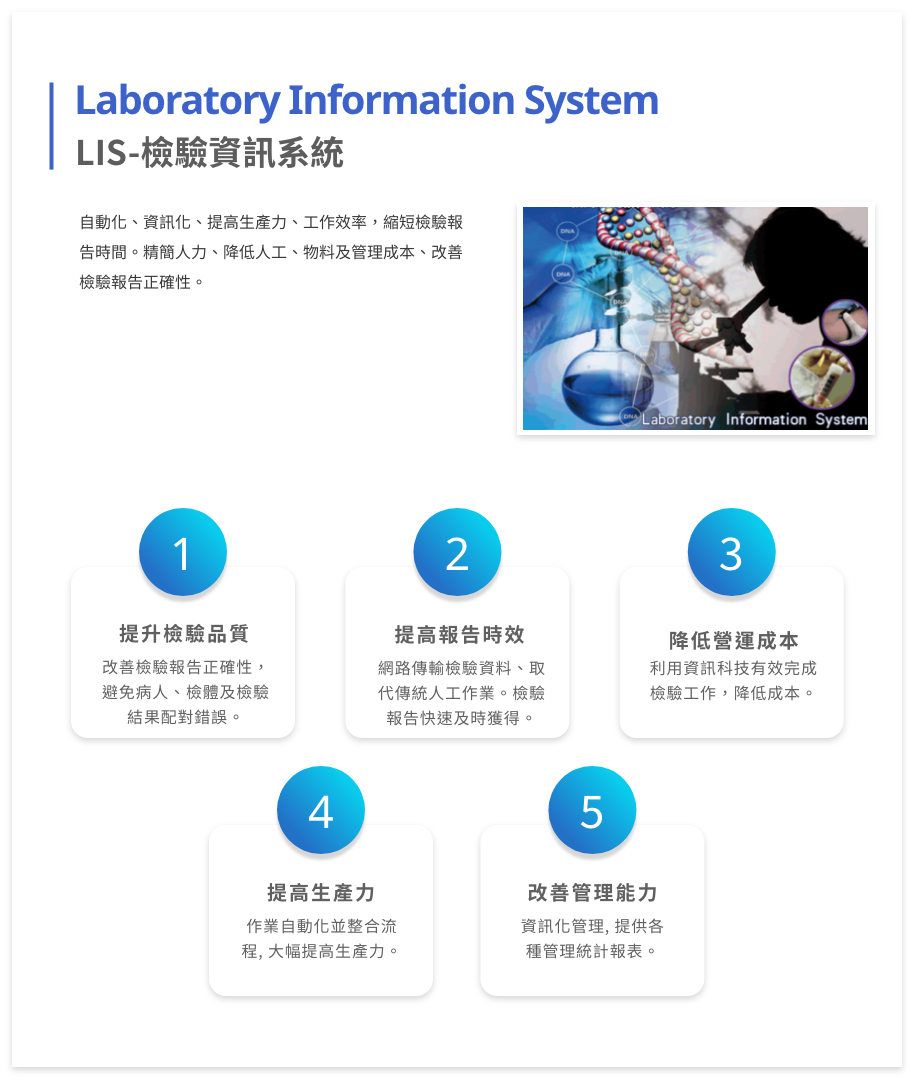 Laboratory Information System
LIS-檢驗資訊系統
自動化、資訊化、提高生產力、工作效率，縮短檢驗報
告時間。精簡人力、降低人工、物料及管理成本、改善
檢驗報告正確性。
DNA
DNA
DNA
DNA
Laboratory Information System
1
提升檢驗品質
改善檢驗報告正確性，
避免病人、檢體及檢驗
結果配對錯誤。
2
提高報告時效
網路傳輸檢驗資料、取
代傳統人工作業。檢驗
報告快速及時獲得。
3
降低營運成本
利用資訊科技有效完成
檢驗工作，降低成本。
4
提高生產力
作業自動化並整合流
程, 大幅提高生產力。
5
改善管理能力
資訊化管理, 提供各
種管理統計報表。